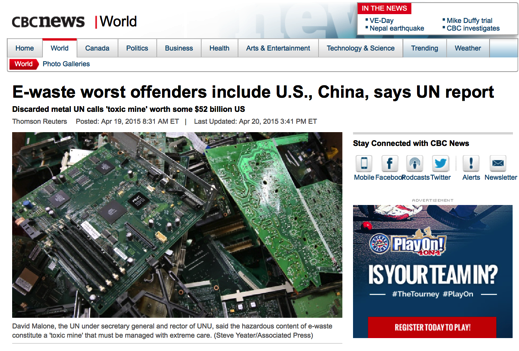 CBCnews | World
IN THE NEWS
VE-Day
Nepal earthquake
Mike Duffy trial
CBC investigates
Home World Canada Politics Business Health Arts & Entertainment Technology & Science Trending Weather
World Photo Galleries
E-waste worst offenders include U.S., China, says UN report
Discarded metal UN calls 'toxic mine' worth some $52 billion US
Thomson Reuters Posted: Apr 19, 2015 8:31 AM ET | Last Updated: Apr 20, 2015 3:41 PM ET
David Malone, the UN under secretary general and rector of UNU, said the hazardous content of e-waste
constitute a 'toxic mine' that must be managed with extreme care. (Steve Yeater/Associated Press)
Stay Connected with CBC News
Mobile Facebook Podcasts Twitter Alerts Newsletter
ADVERTISEMENT
PlayOn!
IS YOUR TEAM IN?
#TheTourney #PlayOn
REGISTER TODAY TO PLAY!